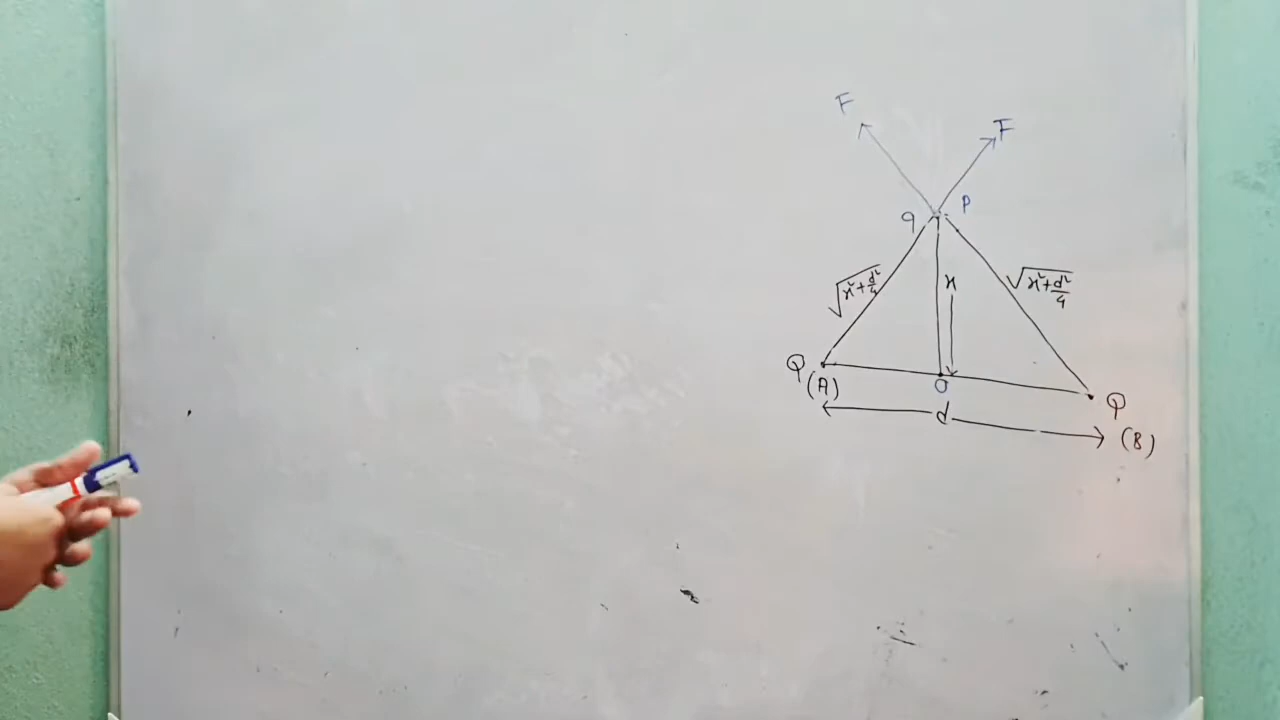 F
F
q
P
√(x²+d²/4)
x
√(x²+d²/4)
Q
(A)
O
Q
d
(B)